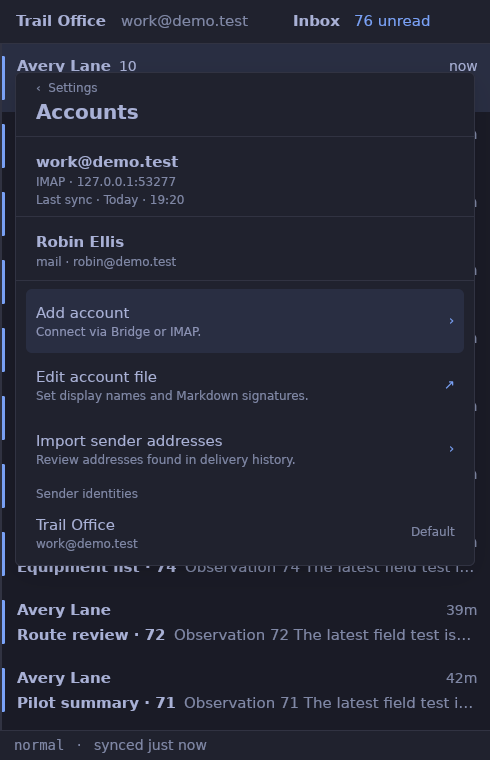 Trail Office work@demo.test Inbox 76 unread
Avery Lane 10 now
‹ Settings
Accounts
work@demo.test
IMAP · 127.0.0.1:53277
Last sync · Today · 19:20
Robin Ellis
mail · robin@demo.test
Add account ›
Connect via Bridge or IMAP.
Edit account file ↗
Set display names and Markdown signatures.
Import sender addresses ›
Review addresses found in delivery history.
Sender identities
Trail Office Default
work@demo.test
Equipment list · 74 Observation 74 The latest field test i…
Avery Lane 39m
Route review · 72 Observation 72 The latest field test is…
Avery Lane 42m
Pilot summary · 71 Observation 71 The latest field test i…
normal · synced just now